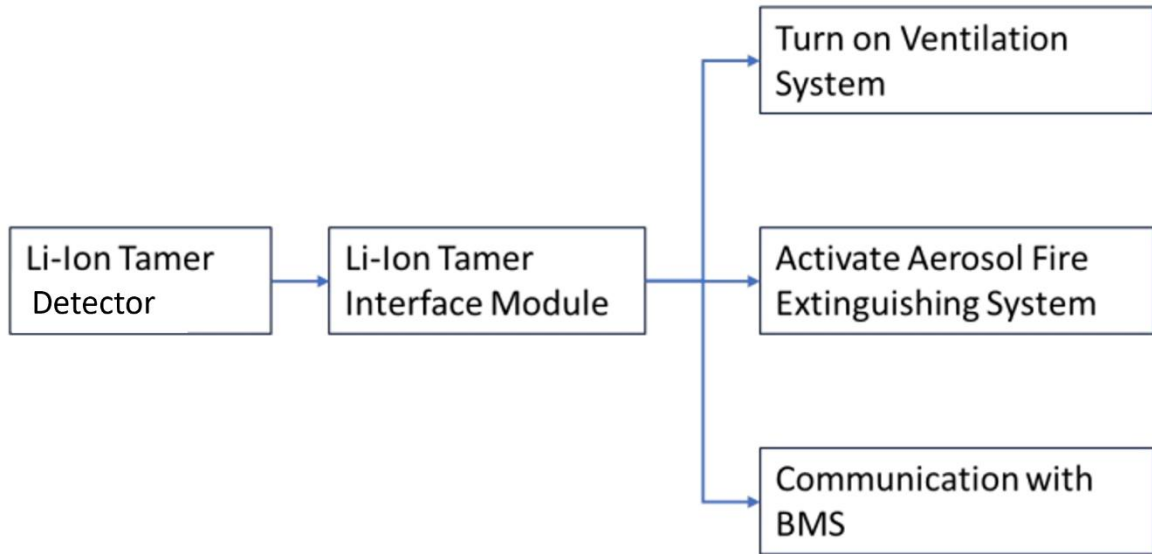 Turn on Ventilation
System
Li-Ion Tamer
Detector
Li-Ion Tamer
Interface Module
Activate Aerosol Fire
Extinguishing System
Communication with
BMS